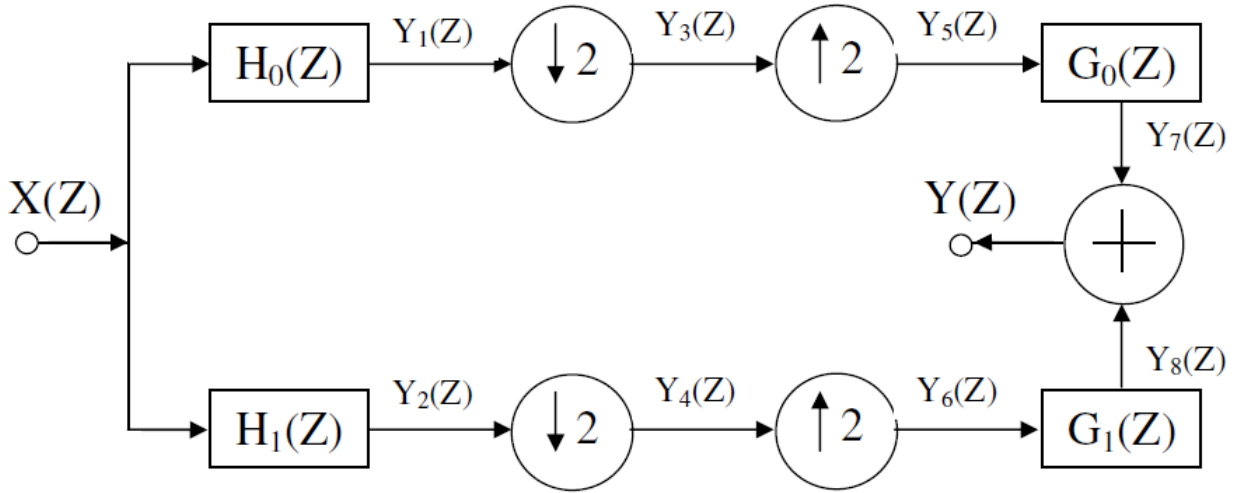 H₀(Z)
Y₁(Z)
↓ 2
Y₃(Z)
↑ 2
Y₅(Z)
G₀(Z)
Y₇(Z)
X(Z)
Y(Z)
+
Y₈(Z)
H₁(Z)
Y₂(Z)
↓ 2
Y₄(Z)
↑ 2
Y₆(Z)
G₁(Z)